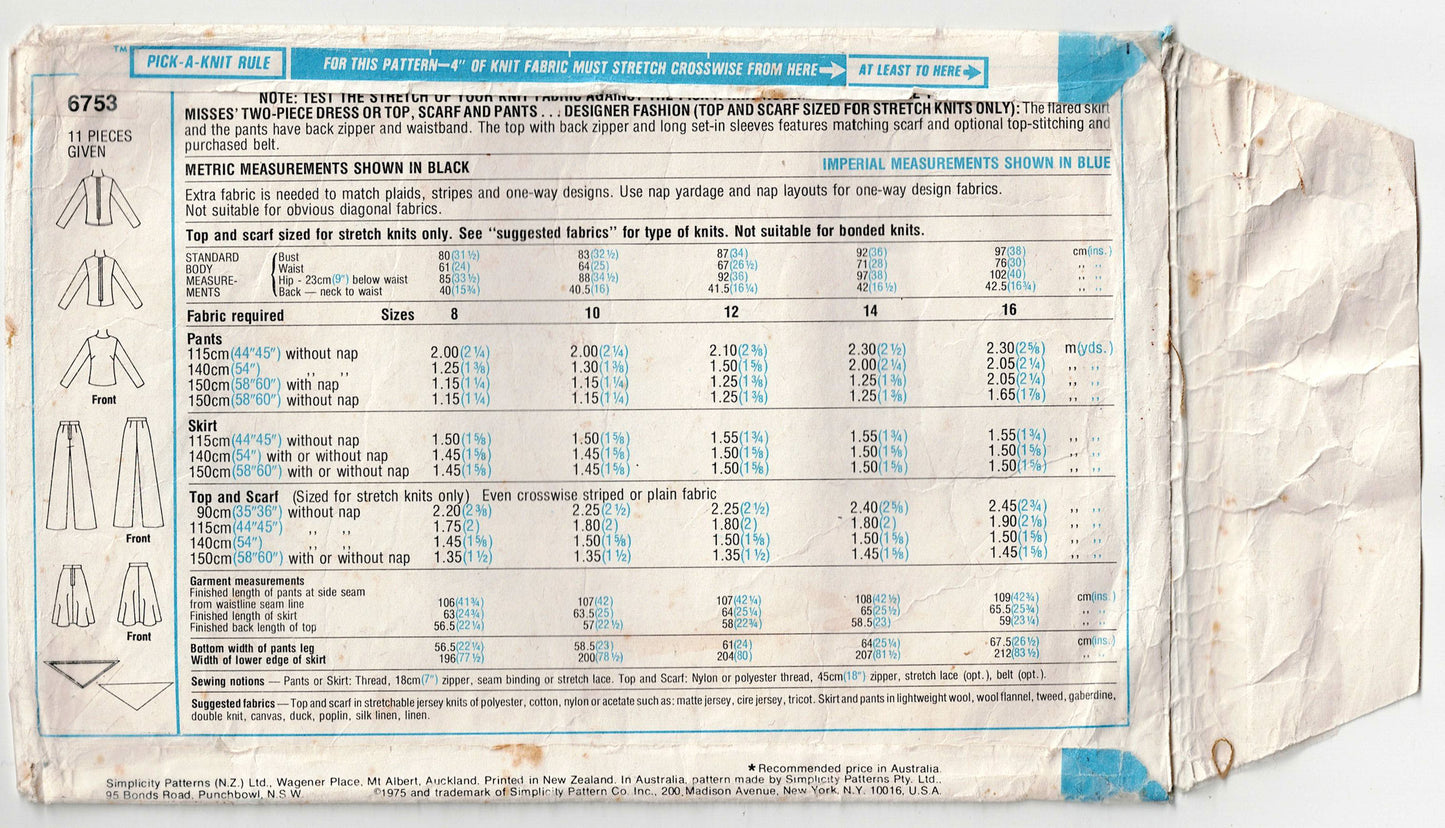 ™ PICK-A-KNIT RULE FOR THIS PATTERN—4" OF KNIT FABRIC MUST STRETCH CROSSWISE FROM HERE AT LEAST TO HERE
6753
11 PIECES
GIVEN
Front
Front
Front
NOTE: TEST THE STRETCH OF YOUR KNIT FABRIC AGAINST THE PICK-A-KNIT
MISSES' TWO-PIECE DRESS OR TOP, SCARF AND PANTS . . . DESIGNER FASHION (TOP AND SCARF SIZED FOR STRETCH KNITS ONLY): The flared skirt
and the pants have back zipper and waistband. The top with back zipper and long set-in sleeves features matching scarf and optional top-stitching and
purchased belt.
METRIC MEASUREMENTS SHOWN IN BLACK IMPERIAL MEASUREMENTS SHOWN IN BLUE
Extra fabric is needed to match plaids, stripes and one-way designs. Use nap yardage and nap layouts for one-way design fabrics.
Not suitable for obvious diagonal fabrics.
Top and scarf sized for stretch knits only. See "suggested fabrics" for type of knits. Not suitable for bonded knits.
STANDARD Bust 80(31½) 83(32½) 87(34) 92(36) 97(38) cm(ins.)
BODY Waist 61(24) 64(25) 67(26½) 71(28) 76(30) ,, ,,
MEASURE- Hip - 23cm(9") below waist 85(33½) 88(34½) 92(36) 97(38) 102(40) ,, ,,
MENTS Back — neck to waist 40(15¾) 40.5(16) 41.5(16¼) 42(16½) 42.5(16¾) ,, ,,
Fabric required Sizes 8 10 12 14 16
Pants
115cm(44"45") without nap 2.00(2¼) 2.00(2¼) 2.10(2⅜) 2.30(2½) 2.30(2⅝) m(yds.)
140cm(54") ,, ,, 1.25(1⅜) 1.30(1⅜) 1.50(1⅝) 2.00(2¼) 2.05(2¼) ,, ,,
150cm(58"60") with nap 1.15(1¼) 1.15(1¼) 1.25(1⅜) 1.25(1⅜) 2.05(2¼) ,, ,,
150cm(58"60") without nap 1.15(1¼) 1.15(1¼) 1.25(1⅜) 1.25(1⅜) 1.65(1⅞) ,, ,,
Skirt
115cm(44"45") without nap 1.50(1⅝) 1.50(1⅝) 1.55(1¾) 1.55(1¾) 1.55(1¾) ,, ,,
140cm(54") with or without nap 1.45(1⅝) 1.45(1⅝) 1.50(1⅝) 1.50(1⅝) 1.50(1⅝) ,, ,,
150cm(58"60") with or without nap 1.45(1⅝) 1.45(1⅝) 1.50(1⅝) 1.50(1⅝) 1.50(1⅝) ,, ,,
Top and Scarf (Sized for stretch knits only) Even crosswise striped or plain fabric
90cm(35"36") without nap 2.20(2⅜) 2.25(2½) 2.25(2½) 2.40(2⅝) 2.45(2¾) ,, ,,
115cm(44"45") ,, ,, 1.75(2) 1.80(2) 1.80(2) 1.80(2) 1.90(2⅛) ,, ,,
140cm(54") ,, ,, 1.45(1⅝) 1.50(1⅝) 1.50(1⅝) 1.50(1⅝) 1.50(1⅝) ,, ,,
150cm(58"60") with or without nap 1.35(1½) 1.35(1½) 1.35(1½) 1.45(1⅝) 1.45(1⅝) ,, ,,
Garment measurements
Finished length of pants at side seam
from waistline seam line 106(41¾) 107(42) 107(42¼) 108(42½) 109(42¾) cm(ins.)
Finished length of skirt 63(24¾) 63.5(25) 64(25¼) 65(25½) 65.5(25¾) ,, ,,
Finished back length of top 56.5(22¼) 57(22½) 58(22¾) 58.5(23) 59(23¼) ,, ,,
Bottom width of pants leg 56.5(22¼) 58.5(23) 61(24) 64(25¼) 67.5(26½) cm(ins.)
Width of lower edge of skirt 196(77½) 200(78½) 204(80) 207(81½) 212(83½) ,, ,,
Sewing notions — Pants or Skirt: Thread, 18cm(7") zipper, seam binding or stretch lace. Top and Scarf: Nylon or polyester thread, 45cm(18") zipper, stretch lace (opt.), belt (opt.).
Suggested fabrics — Top and scarf in stretchable jersey knits of polyester, cotton, nylon or acetate such as: matte jersey, cire jersey, tricot. Skirt and pants in lightweight wool, wool flannel, tweed, gaberdine,
double knit, canvas, duck, poplin, silk linen, linen.
★ Recommended price in Australia.
Simplicity Patterns (N.Z.) Ltd., Wagener Place, Mt Albert, Auckland. Printed in New Zealand. In Australia, pattern made by Simplicity Patterns Pty. Ltd.,
95 Bonds Road, Punchbowl, N.S.W. ©1975 and trademark of Simplicity Pattern Co. Inc., 200 Madison Avenue, New York, N.Y. 10016, U.S.A.